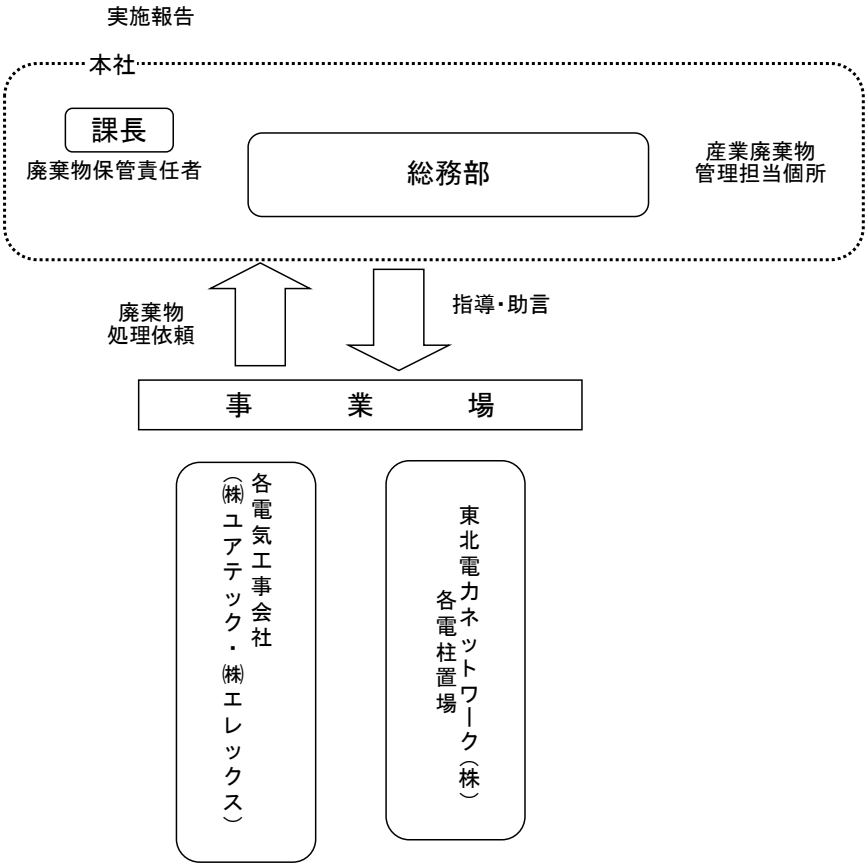 実施報告
本社
課長
廃棄物保管責任者
総務部
産業廃棄物
管理担当個所
廃棄物
処理依頼
指導・助言
事　業　場
各電気工事会社
（㈱ユアテック・㈱エレックス）
東北電力ネットワーク（株）
各電柱置場